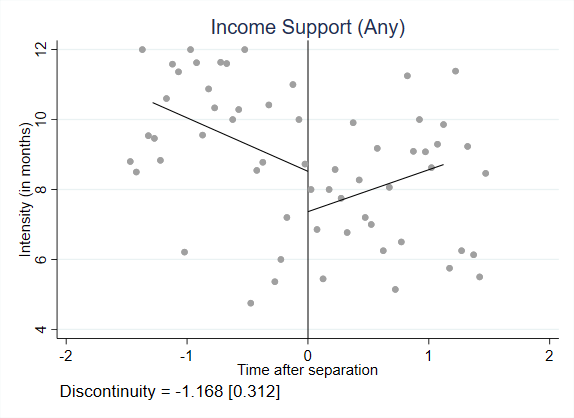 Income Support (Any)
Intensity (in months)
12
10
8
6
4
-2 -1 0 1 2
Time after separation
Discontinuity = -1.168 [0.312]